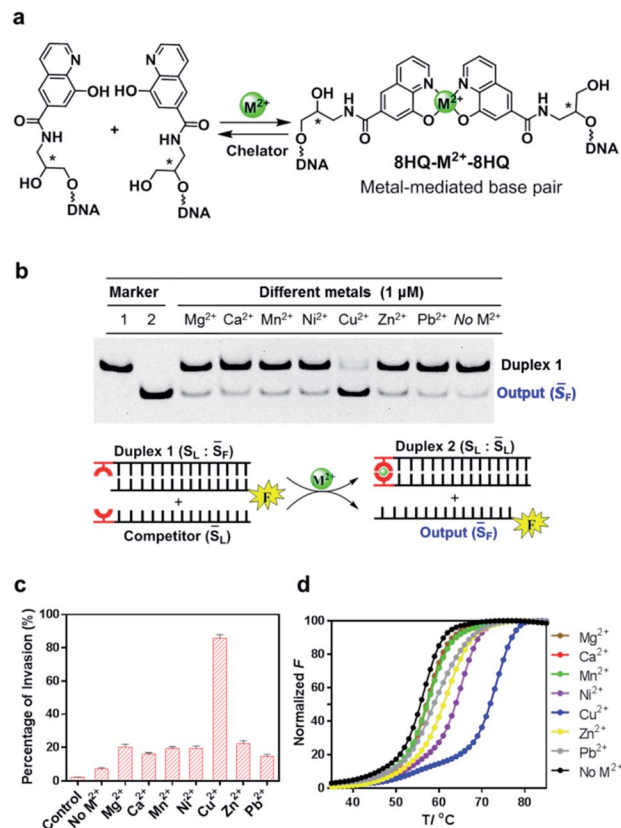 a
N
N
OH
HO
M²⁺
O
NH
+
O
HN
Chelator
*
HO
O
DNA
*
HO
O
DNA
OH
H
N
*
O
DNA
O
N
N
M²⁺
O
O
O
H
N
OH
*
O
DNA
8HQ-M²⁺-8HQ
Metal-mediated base pair
b
Marker
Different metals (1 µM)
1 2 Mg²⁺ Ca²⁺ Mn²⁺ Ni²⁺ Cu²⁺ Zn²⁺ Pb²⁺ No M²⁺
Duplex 1
Output (S̄F)
Duplex 1 (SL : S̄F)
M²⁺
Duplex 2 (SL : S̄L)
+
F
+
Competitor (S̄L)
Output (S̄F)
F
c
Percentage of Invasion (%)
100
80
60
40
20
0
Control
No M²⁺
Mg²⁺
Ca²⁺
Mn²⁺
Ni²⁺
Cu²⁺
Zn²⁺
Pb²⁺
d
Normalized F
100
80
60
40
20
0
40 50 60 70 80
T/ °C
Mg²⁺
Ca²⁺
Mn²⁺
Ni²⁺
Cu²⁺
Zn²⁺
Pb²⁺
No M²⁺